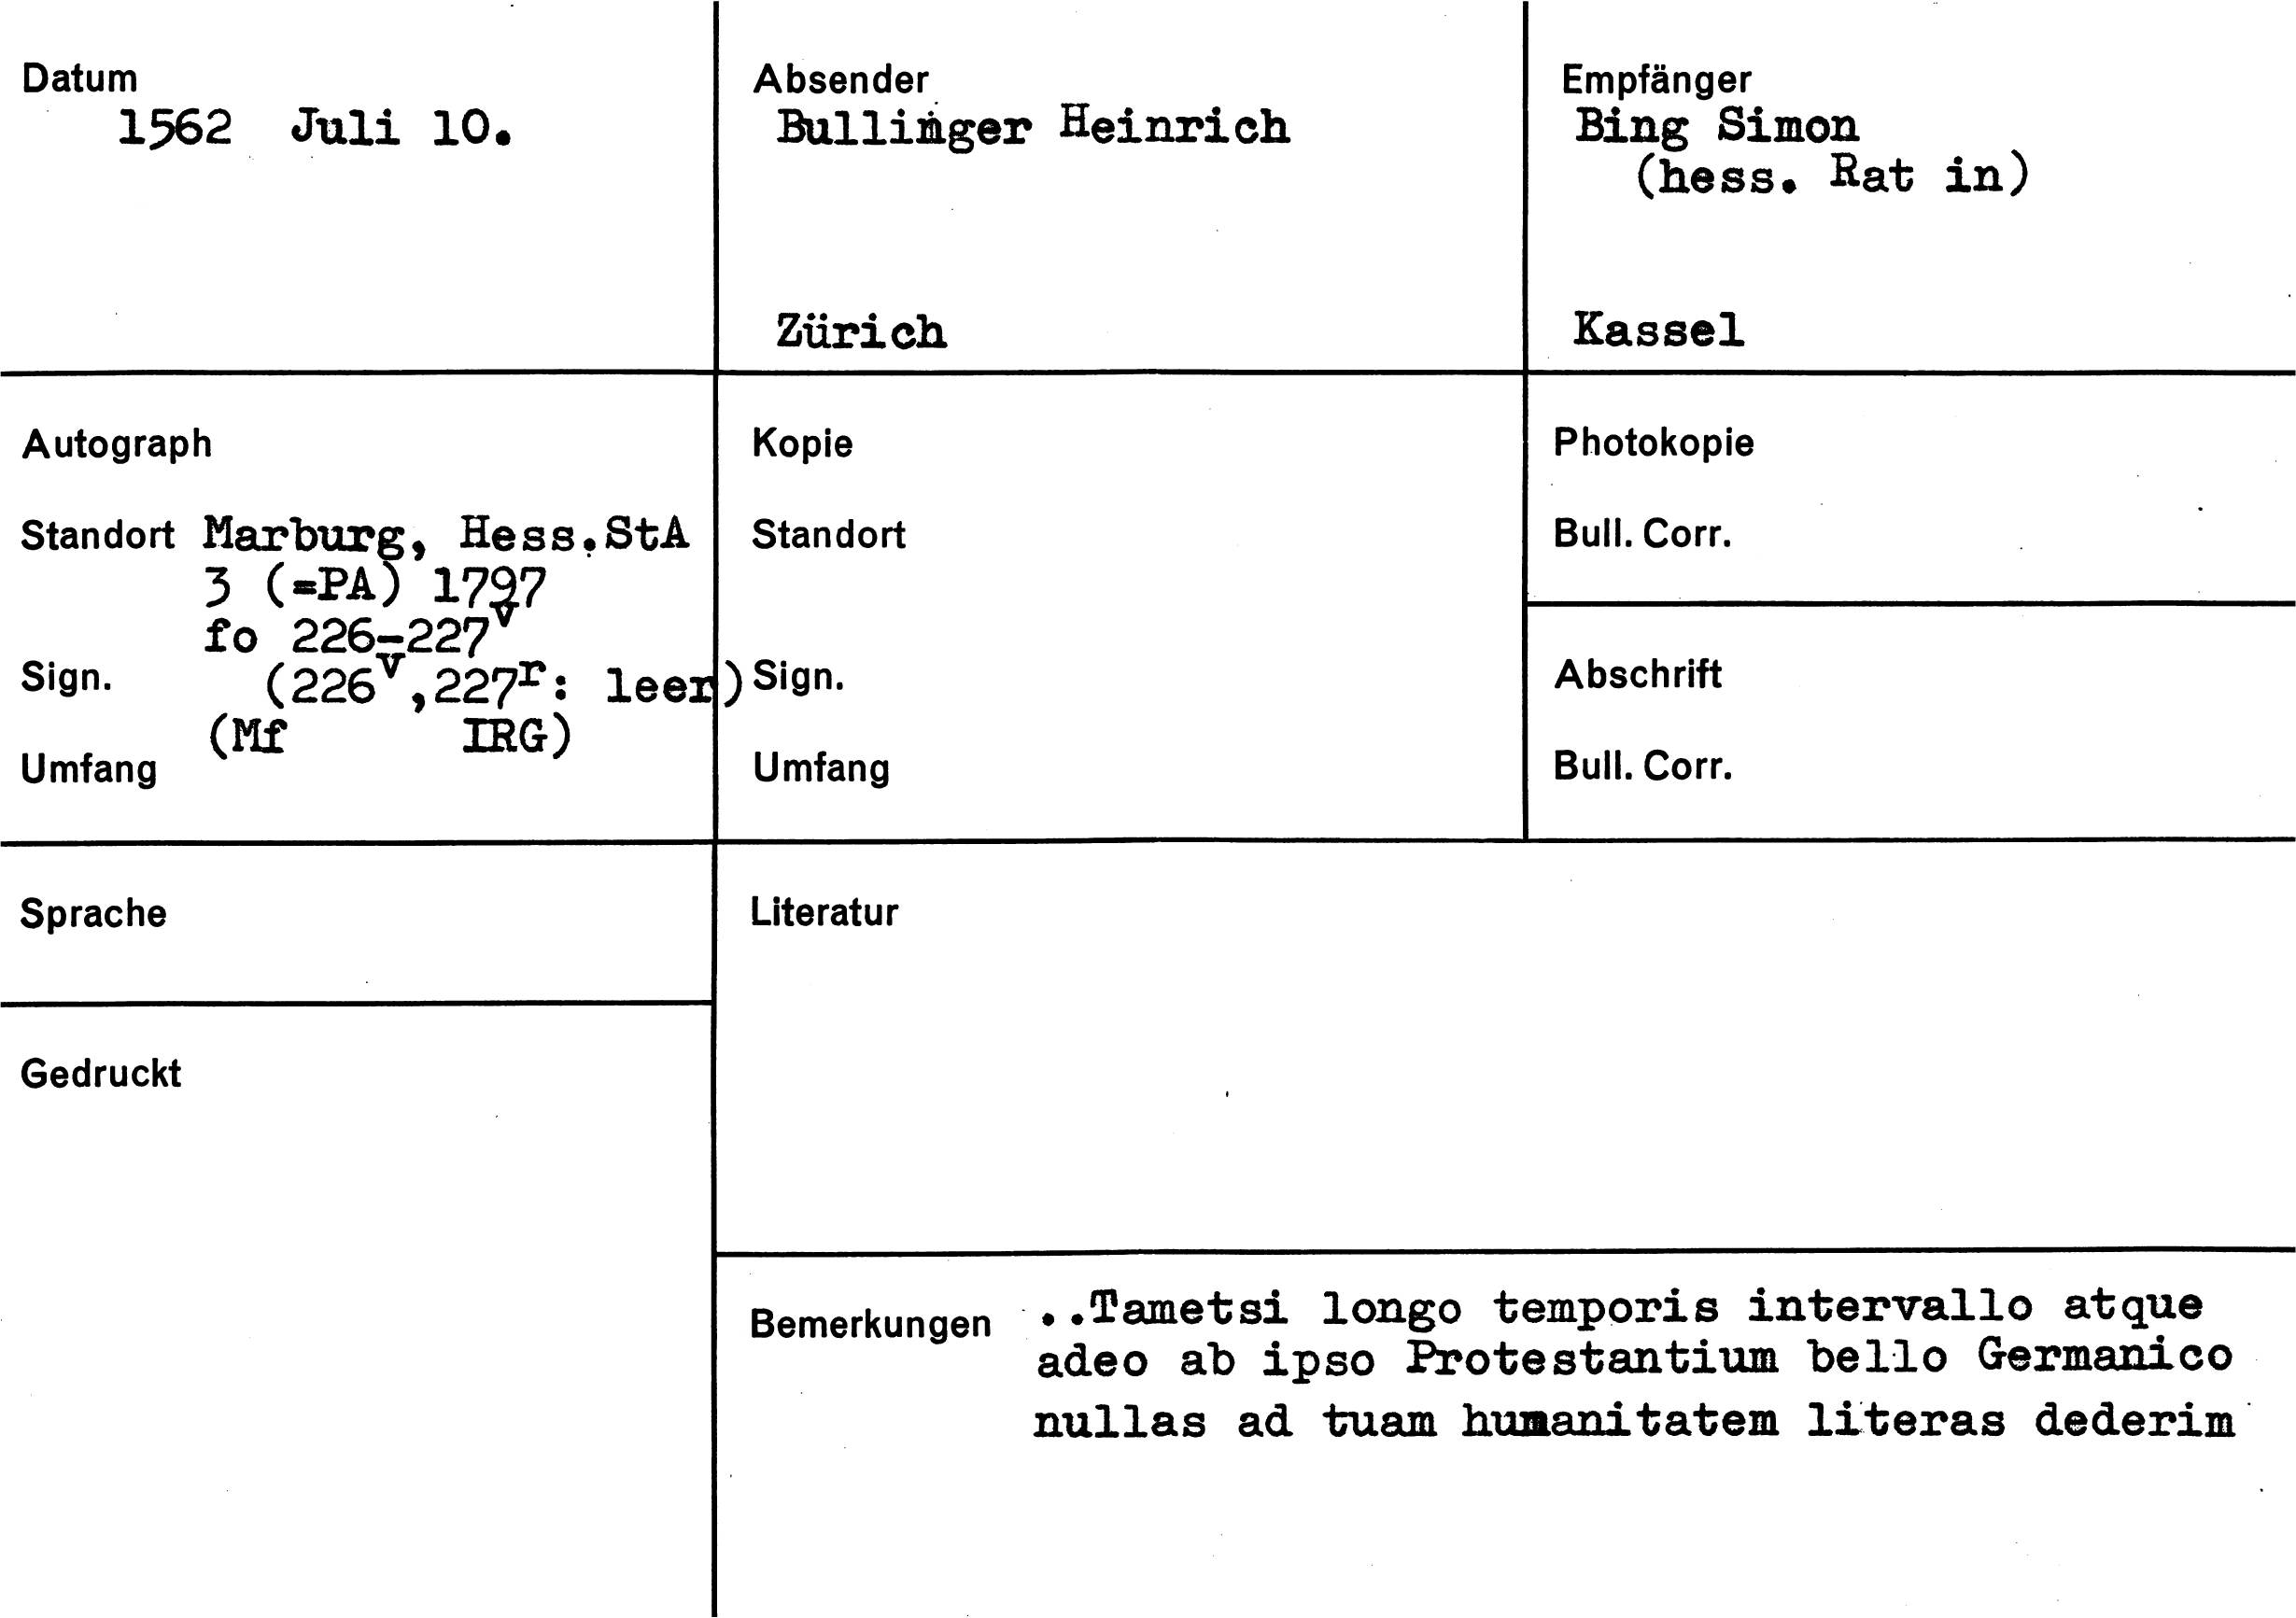 Datum
1562 Juli 10.
Absender
Bullinger Heinrich
Zürich
Empfänger
Bing Simon
(hess. Rat in)
Kassel
Autograph
Standort Marburg, Hess.StA
3 (=PA) 1797
fo 226-227v
Sign. (226v,227r: leer)
(Mf IRG)
Umfang
Kopie
Standort
Sign.
Umfang
Photokopie
Bull. Corr.
Abschrift
Bull. Corr.
Sprache
Gedruckt
Literatur
Bemerkungen ..Tametsi longo temporis intervallo atque
adeo ab ipso Protestantium bello Germanico
nullas ad tuam humanitatem literas dederim